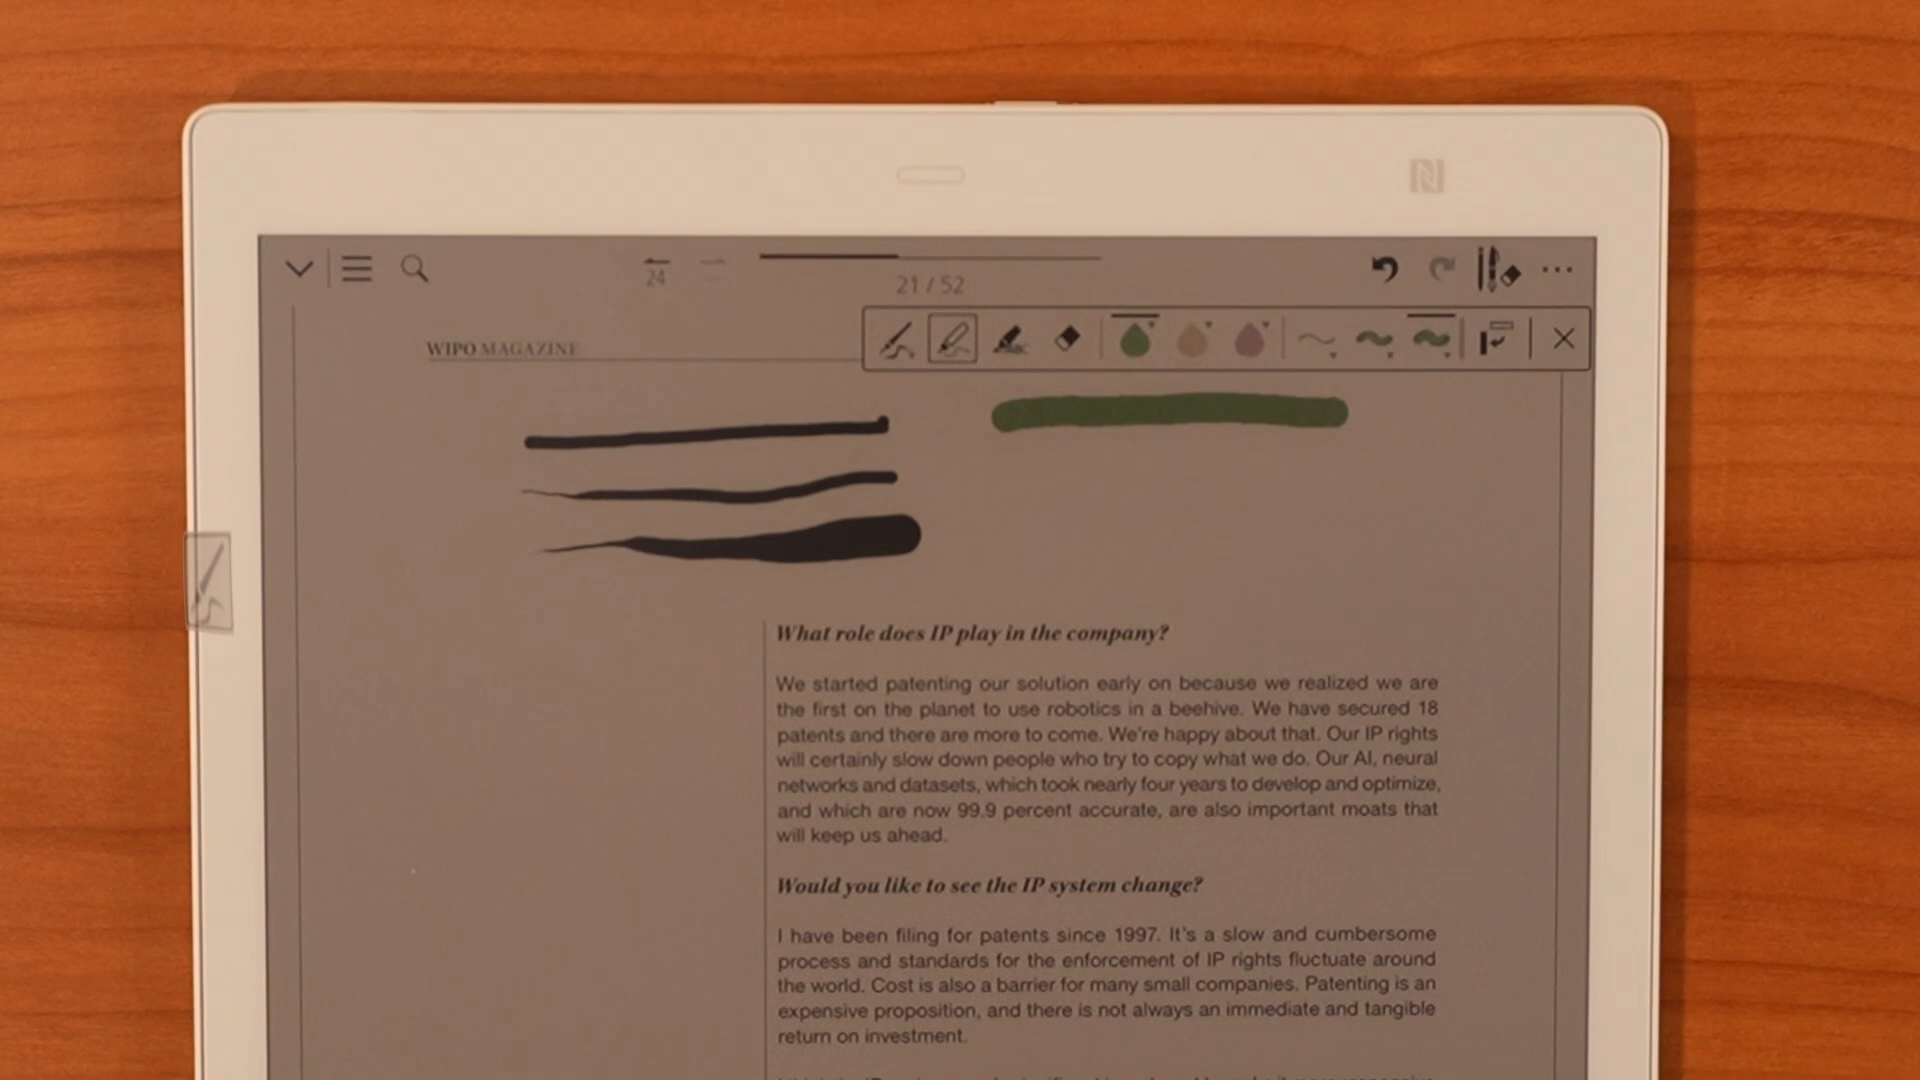 24
21 / 52
WIPO MAGAZINE
What role does IP play in the company?
We started patenting our solution early on because we realized we are
the first on the planet to use robotics in a beehive. We have secured 18
patents and there are more to come. We're happy about that. Our IP rights
will certainly slow down people who try to copy what we do. Our AI, neural
networks and datasets, which took nearly four years to develop and optimize,
and which are now 99.9 percent accurate, are also important moats that
will keep us ahead.
Would you like to see the IP system change?
I have been filing for patents since 1997. It's a slow and cumbersome
process and standards for the enforcement of IP rights fluctuate around
the world. Cost is also a barrier for many small companies. Patenting is an
expensive proposition, and there is not always an immediate and tangible
return on investment.